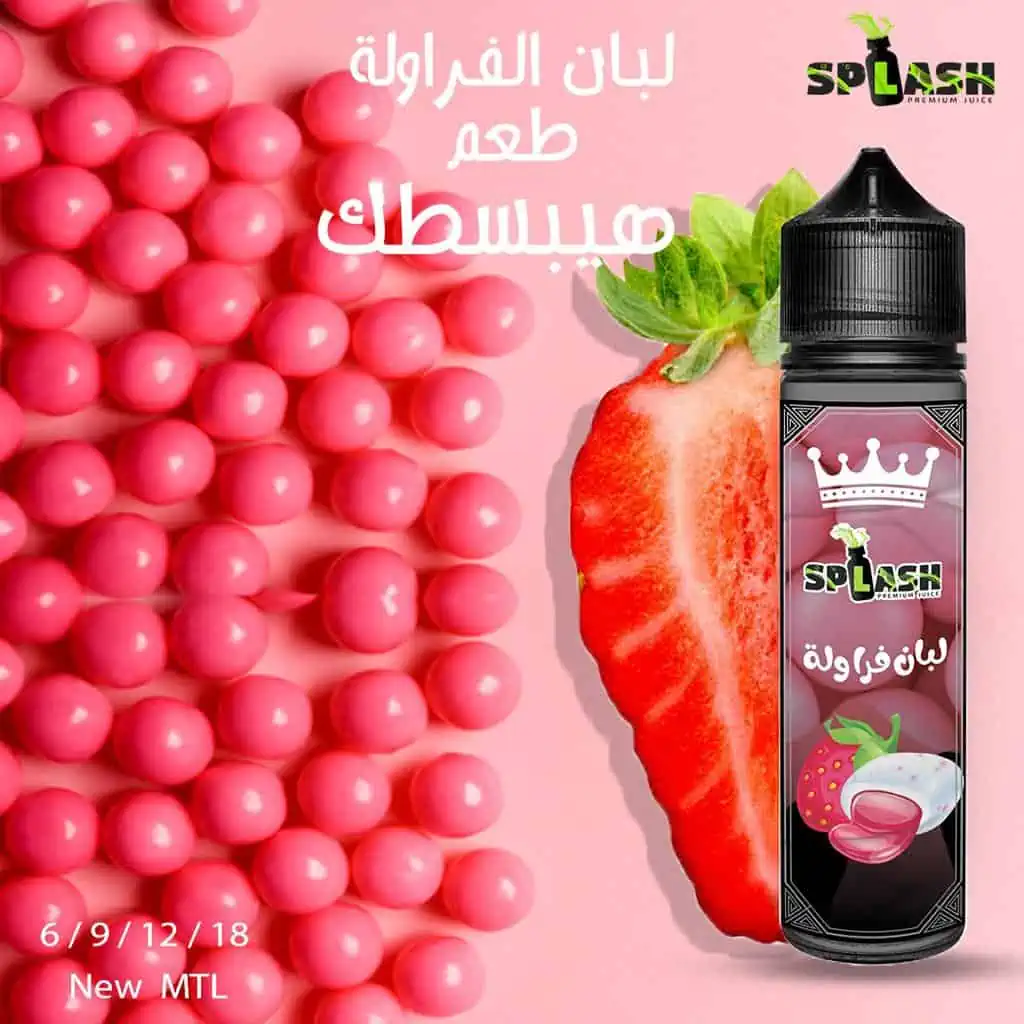 لبان الفراولة
طعم
هيبسطك
SPLASH
PREMIUM JUICE
SPLASH
PREMIUM JUICE
لبان فراولة
6 / 9 / 12 / 18
New MTL